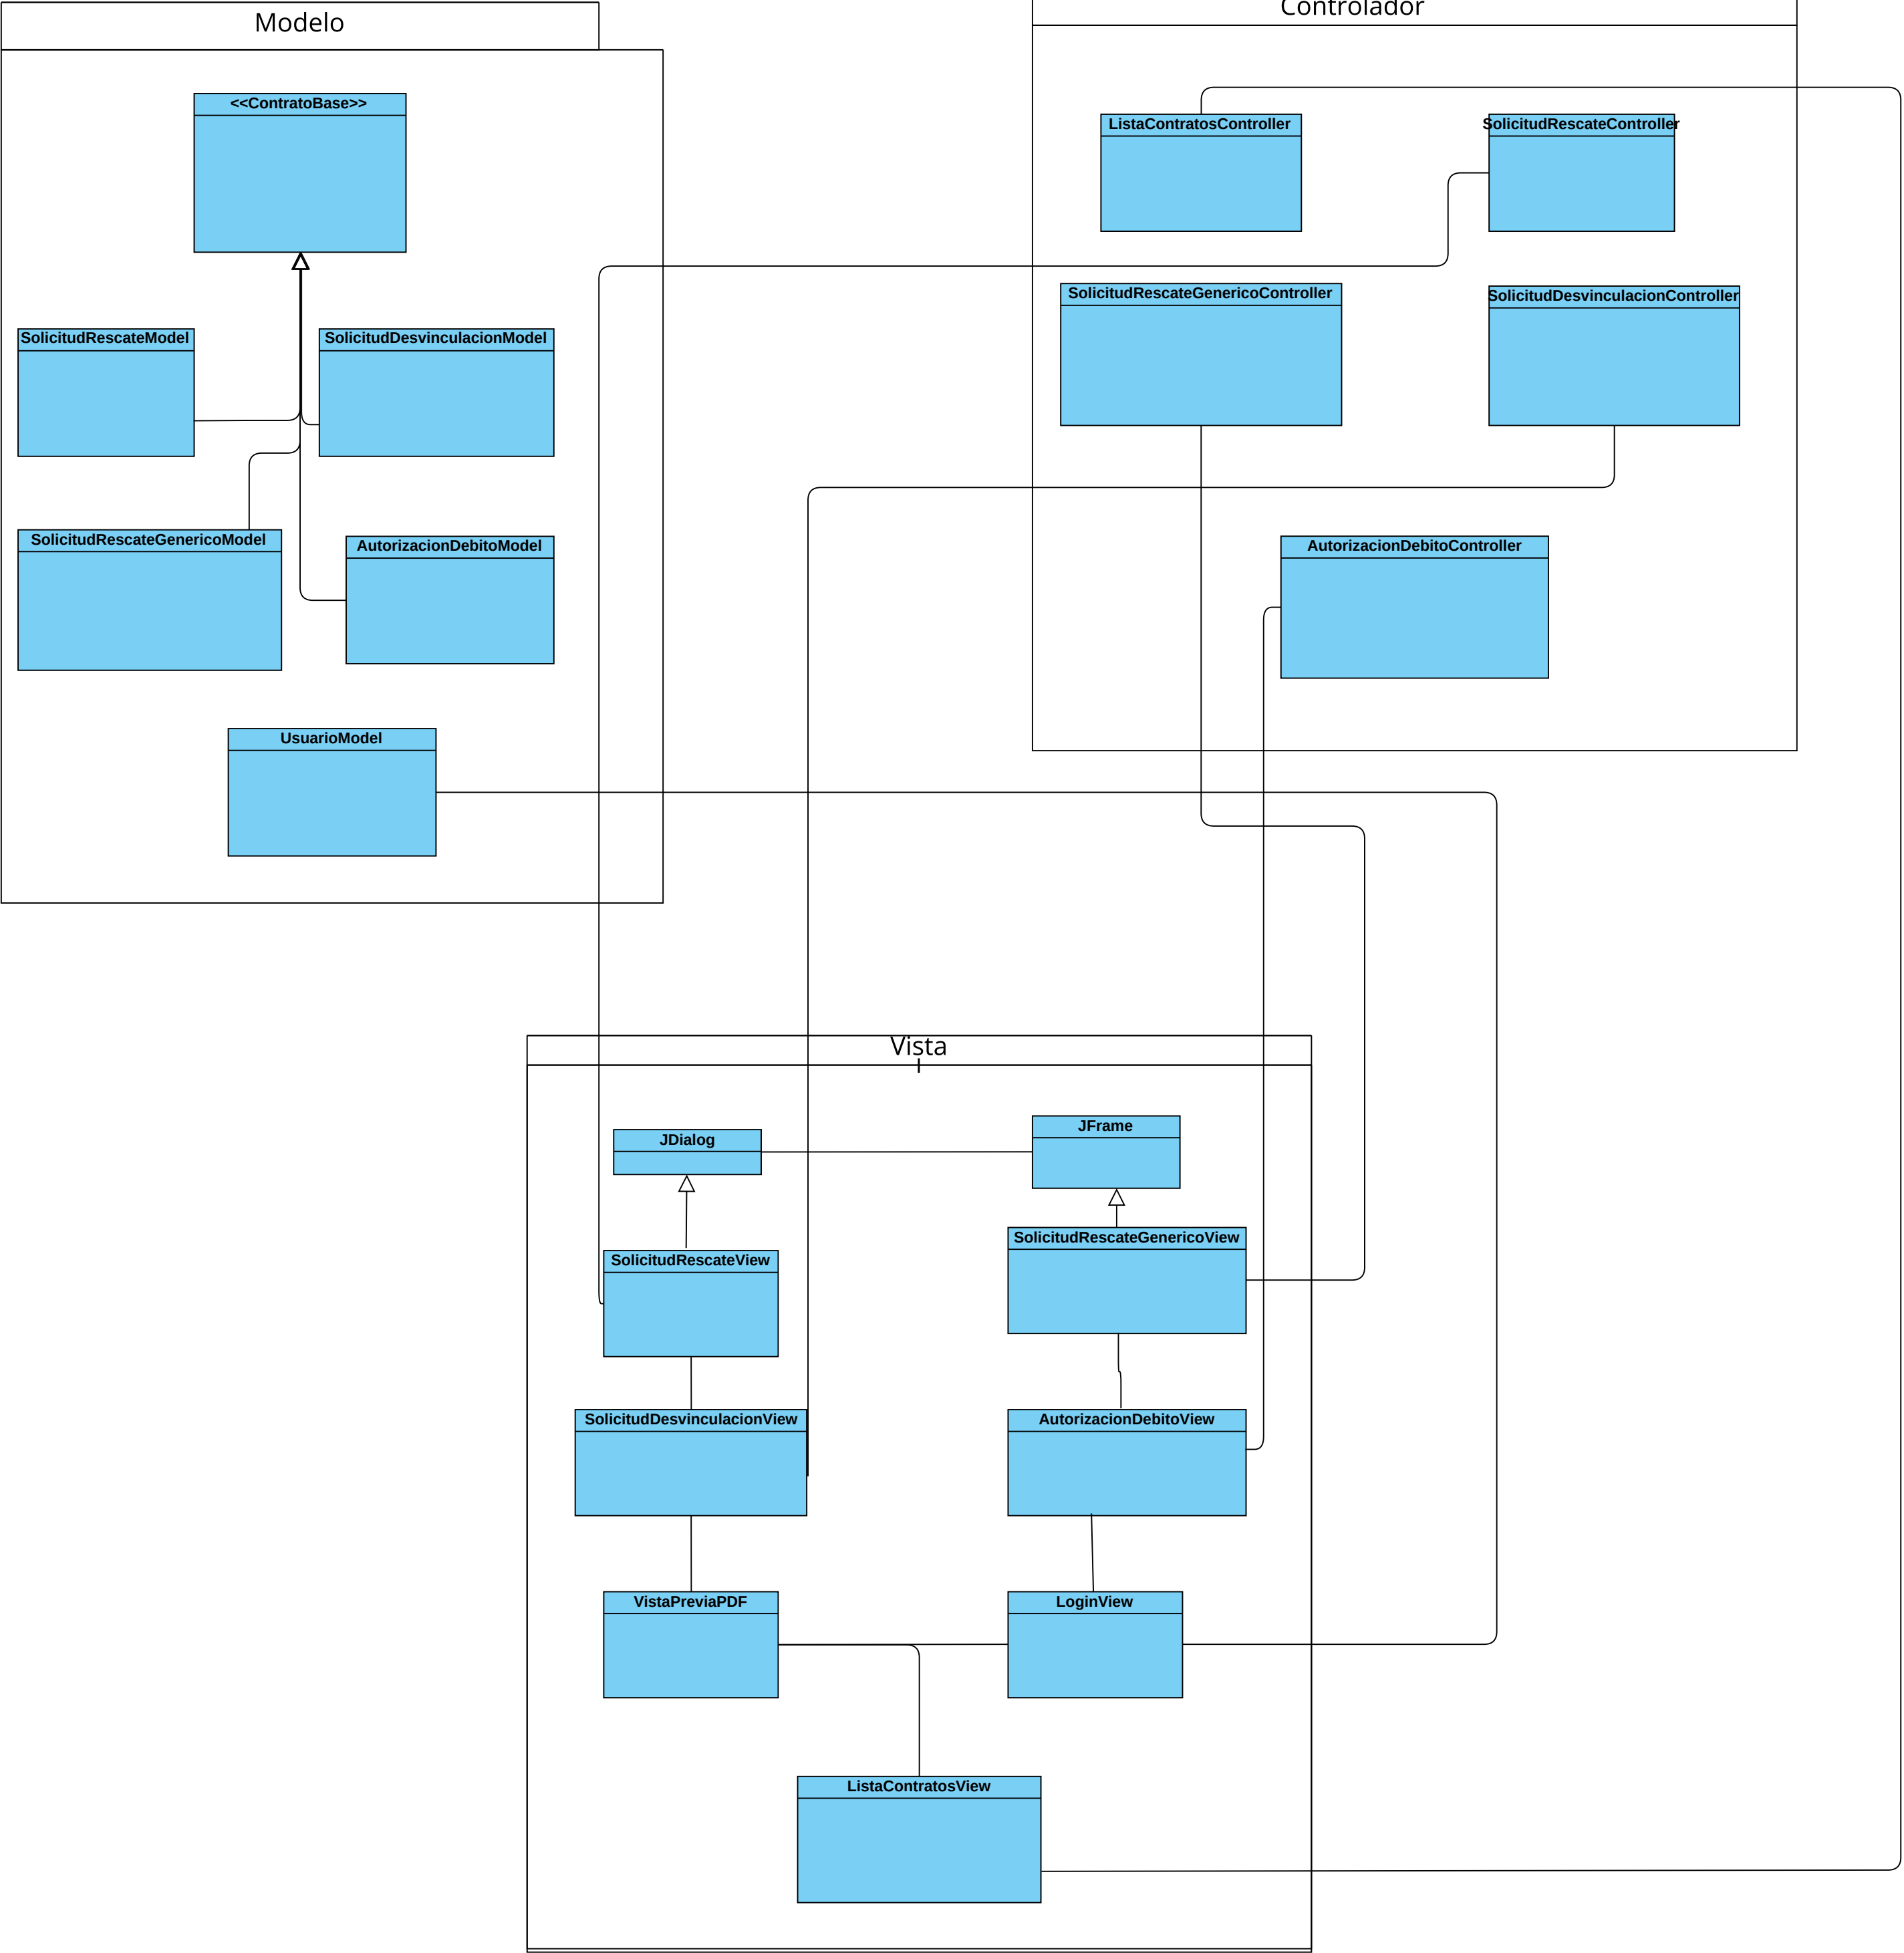 Modelo
Controlador
<<ContratoBase>>
ListaContratosController
SolicitudRescateController
SolicitudRescateGenericoController
SolicitudDesvinculacionController
SolicitudRescateModel
SolicitudDesvinculacionModel
SolicitudRescateGenericoModel
AutorizacionDebitoModel
AutorizacionDebitoController
UsuarioModel
Vista
JDialog
JFrame
SolicitudRescateView
SolicitudRescateGenericoView
SolicitudDesvinculacionView
AutorizacionDebitoView
VistaPreviaPDF
LoginView
ListaContratosView